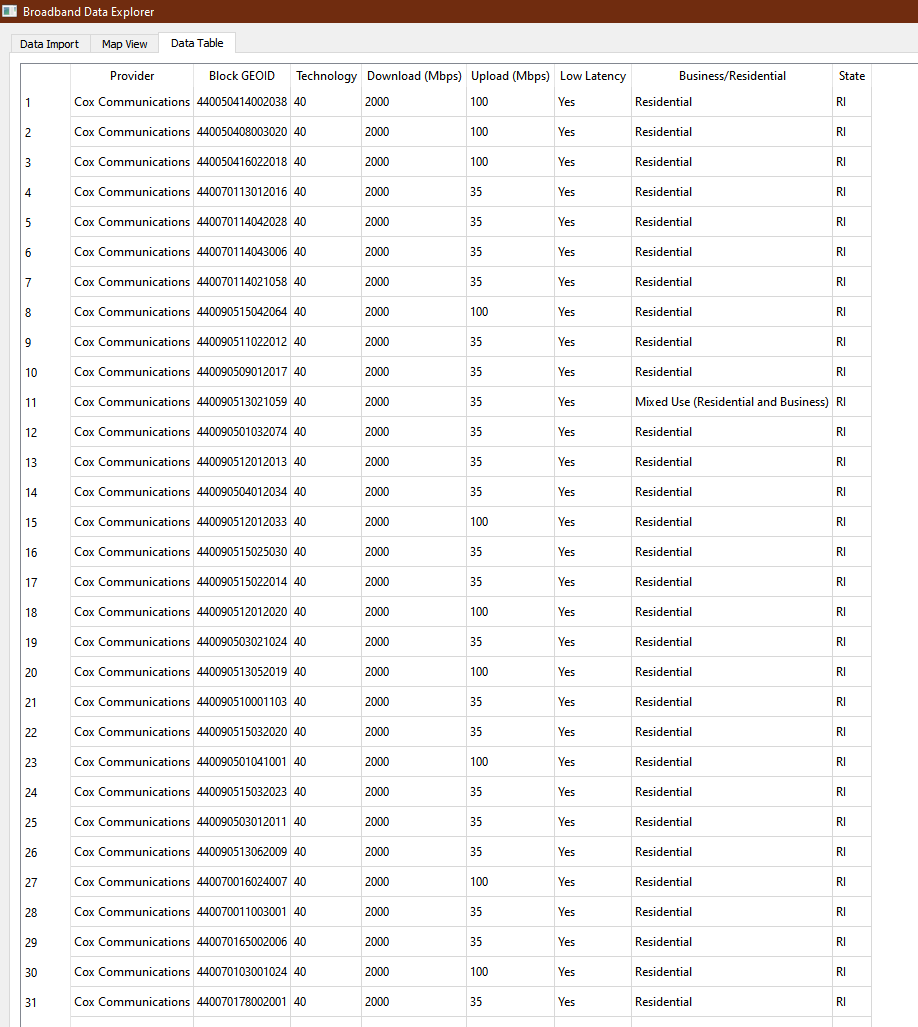 Broadband Data Explorer
Data Import Map View Data Table
Provider Block GEOID Technology Download (Mbps) Upload (Mbps) Low Latency Business/Residential State
1 Cox Communications 440050414002038 40 2000 100 Yes Residential RI
2 Cox Communications 440050408003020 40 2000 100 Yes Residential RI
3 Cox Communications 440050416022018 40 2000 100 Yes Residential RI
4 Cox Communications 440070113012016 40 2000 35 Yes Residential RI
5 Cox Communications 440070114042028 40 2000 35 Yes Residential RI
6 Cox Communications 440070114043006 40 2000 35 Yes Residential RI
7 Cox Communications 440070114021058 40 2000 35 Yes Residential RI
8 Cox Communications 440090515042064 40 2000 100 Yes Residential RI
9 Cox Communications 440090511022012 40 2000 35 Yes Residential RI
10 Cox Communications 440090509012017 40 2000 35 Yes Residential RI
11 Cox Communications 440090513021059 40 2000 35 Yes Mixed Use (Residential and Business) RI
12 Cox Communications 440090501032074 40 2000 35 Yes Residential RI
13 Cox Communications 440090512012013 40 2000 35 Yes Residential RI
14 Cox Communications 440090504012034 40 2000 35 Yes Residential RI
15 Cox Communications 440090512012033 40 2000 100 Yes Residential RI
16 Cox Communications 440090515025030 40 2000 35 Yes Residential RI
17 Cox Communications 440090515022014 40 2000 35 Yes Residential RI
18 Cox Communications 440090512012020 40 2000 100 Yes Residential RI
19 Cox Communications 440090503021024 40 2000 35 Yes Residential RI
20 Cox Communications 440090513052019 40 2000 100 Yes Residential RI
21 Cox Communications 440090510001103 40 2000 35 Yes Residential RI
22 Cox Communications 440090515032020 40 2000 35 Yes Residential RI
23 Cox Communications 440090501041001 40 2000 100 Yes Residential RI
24 Cox Communications 440090515032023 40 2000 35 Yes Residential RI
25 Cox Communications 440090503012011 40 2000 35 Yes Residential RI
26 Cox Communications 440090513062009 40 2000 35 Yes Residential RI
27 Cox Communications 440070016024007 40 2000 100 Yes Residential RI
28 Cox Communications 440070011003001 40 2000 35 Yes Residential RI
29 Cox Communications 440070165002006 40 2000 35 Yes Residential RI
30 Cox Communications 440070103001024 40 2000 100 Yes Residential RI
31 Cox Communications 440070178002001 40 2000 35 Yes Residential RI